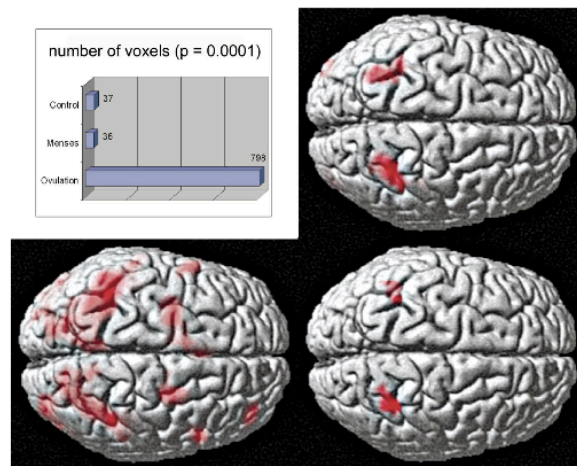 number of voxels (p = 0.0001)
Control
37
Menses
36
Ovulation
798